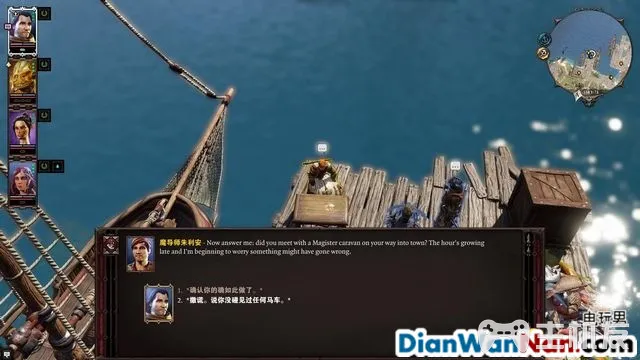 魔导师朱利安 - Now answer me: did you meet with a Magister caravan on your way into town? The hour's growing
late and I'm beginning to worry something might have gone wrong.
1. *确认你的确如此做了。*
2. *撒谎。说你没碰见过任何马车。*
电玩男
DianWanNan.com